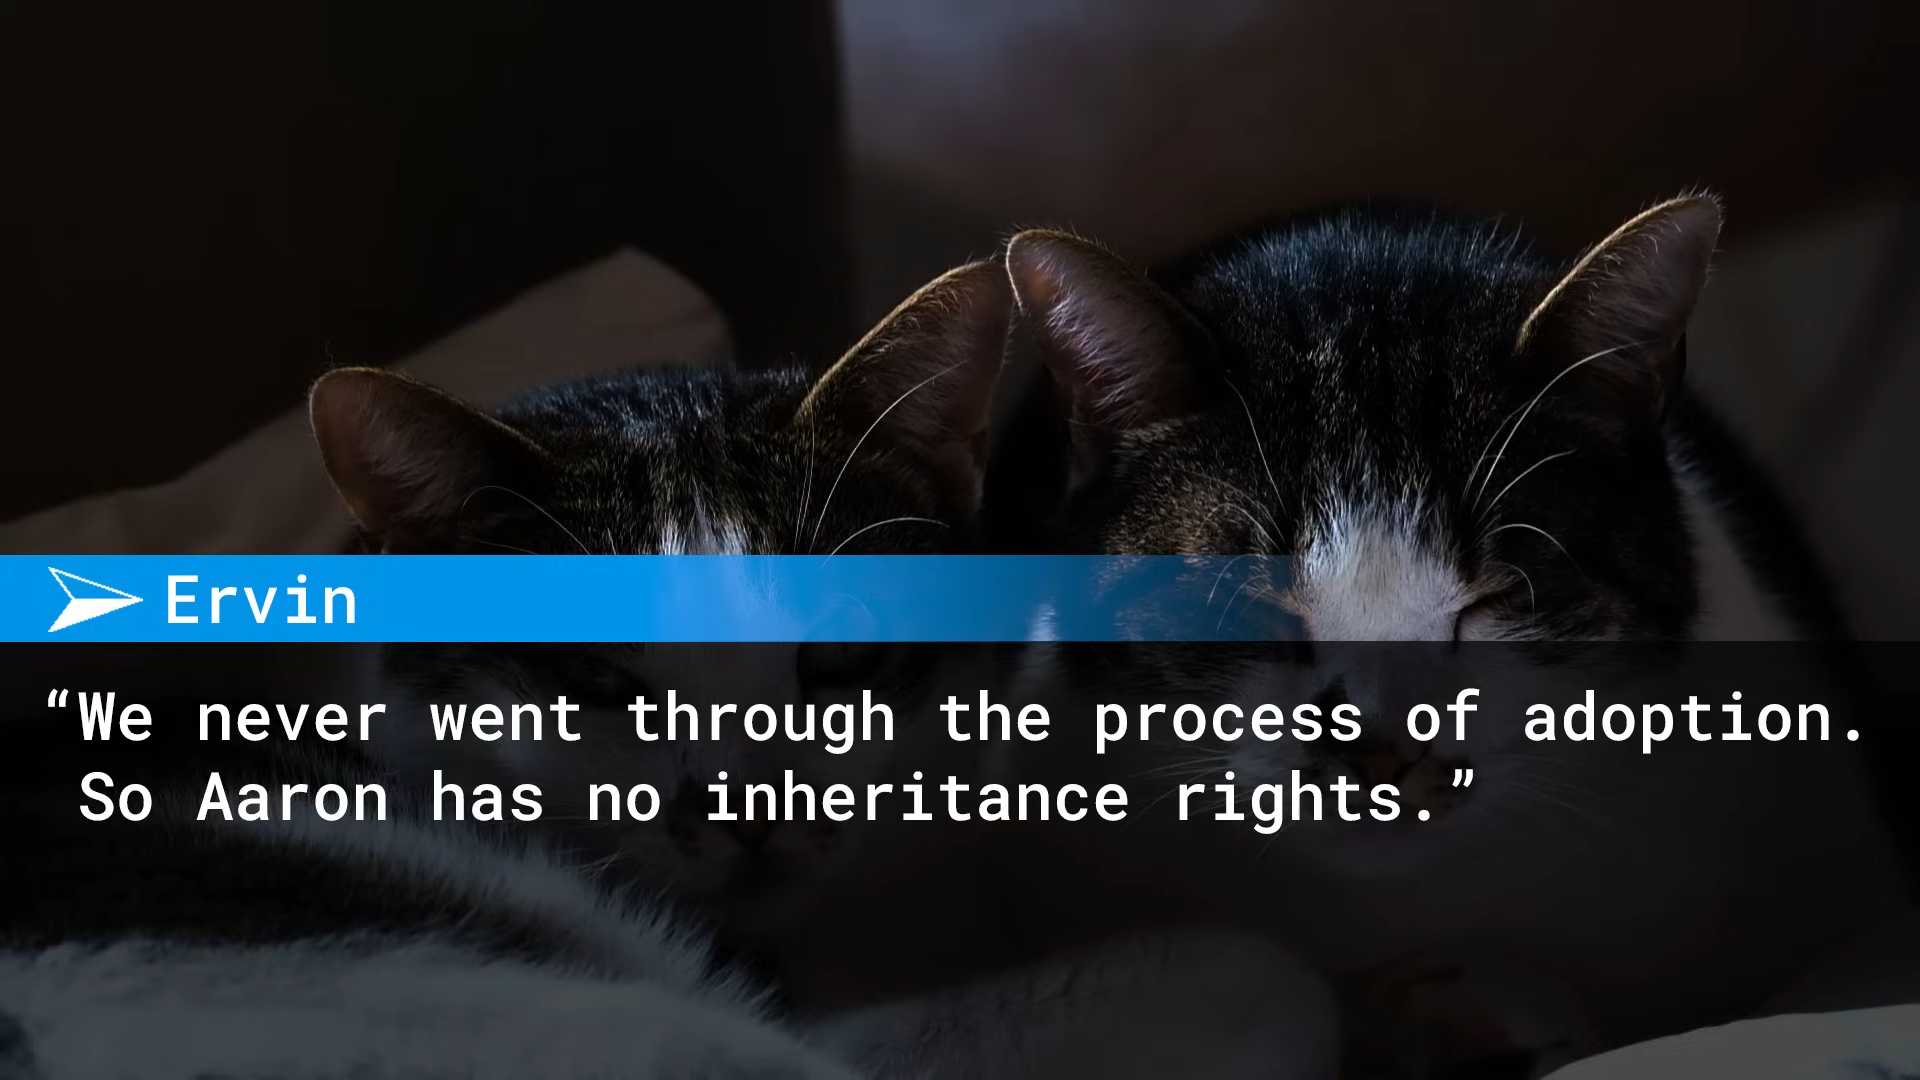 Ervin
“We never went through the process of adoption.
So Aaron has no inheritance rights.”